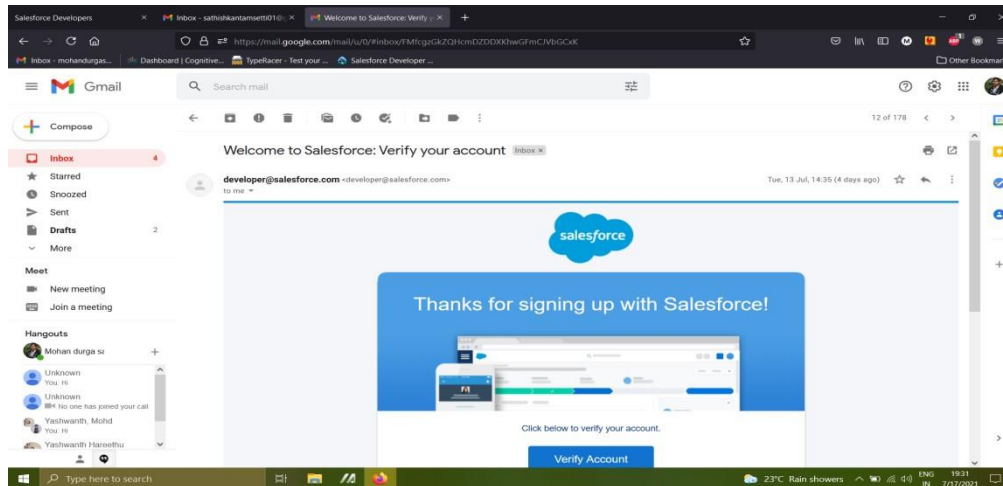 Salesforce Developers
Inbox - sathishkantamsetti01@
Welcome to Salesforce: Verify y
https://mail.google.com/mail/u/0/#inbox/FMfcgzGkZQHcmDZDDXKhwGFmCJVbGCxK
Inbox - mohandurgas...
Dashboard | Cognitive...
TypeRacer - Test your ...
Salesforce Developer ...
Other Bookmar
Gmail
Search mail
Compose
12 of 178
Inbox 4
Starred
Snoozed
Sent
Drafts 2
More
Meet
New meeting
Join a meeting
Hangouts
Mohan durga sa
Unknown
You: Hi
Unknown
No one has joined your call
Yashwanth, Mohd
You: Hi
Yashwanth Hareethu
Welcome to Salesforce: Verify your account Inbox x
developer@salesforce.com <developer@salesforce.com>
Tue, 13 Jul, 14:35 (4 days ago)
to me
salesforce
Thanks for signing up with Salesforce!
Click below to verify your account.
Verify Account
Type here to search
23°C Rain showers
ENG
IN
19:31
7/17/2021